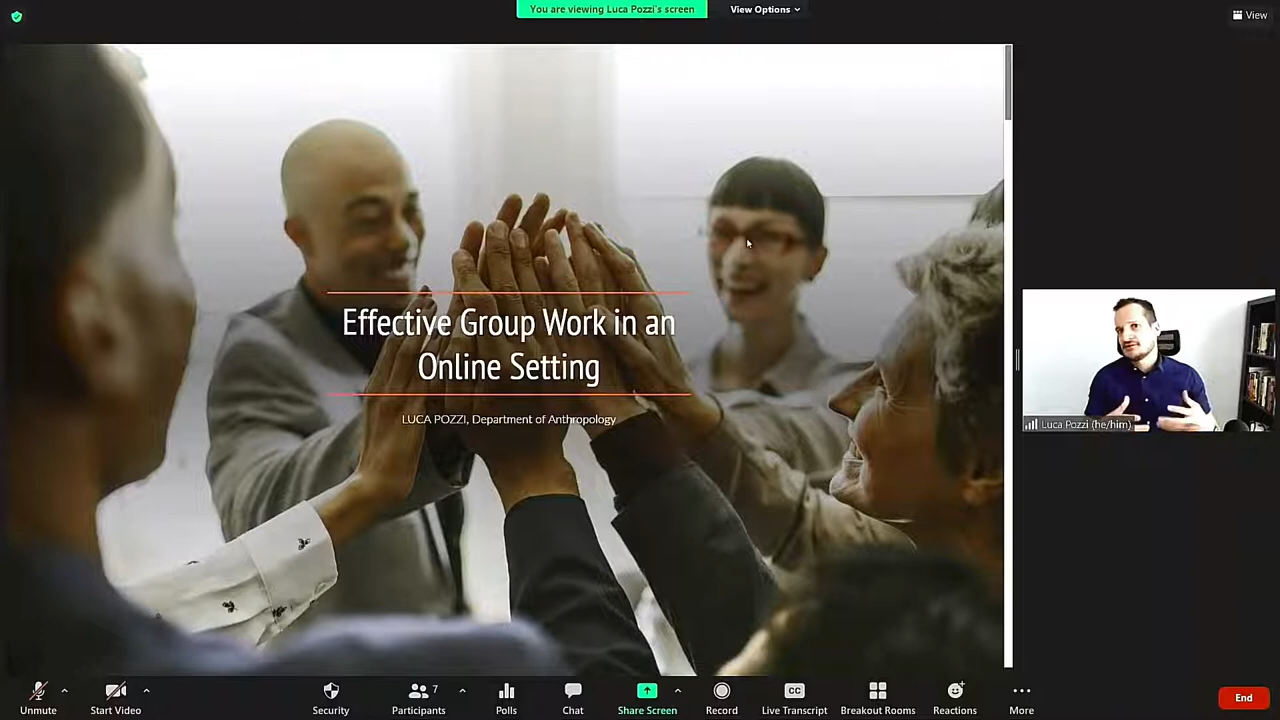 You are viewing Luca Pozzi's screen
View Options
View
Effective Group Work in an
Online Setting
LUCA POZZI, Department of Anthropology
Luca Pozzi (he/him)
Unmute
Start Video
Security
7
Participants
Polls
Chat
Share Screen
Record
CC
Live Transcript
Breakout Rooms
Reactions
More
End